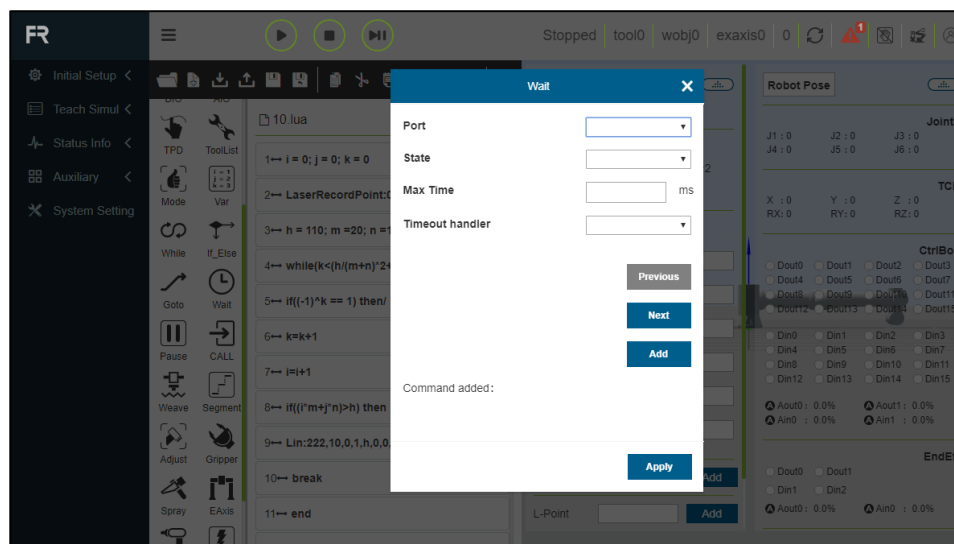 FR
Stopped tool0 wobj0 exaxis0 0 1
Initial Setup
Teach Simul
Status Info
Auxiliary
System Setting
TPD ToolList
Mode Var
While If_Else
Goto Wait
Pause CALL
Weave Segment
Adjust Gripper
Spray EAxis
10.lua
1 i = 0; j = 0; k = 0
2 LaserRecordPoint:
3 h = 110; m =20; n =
4 while(k<(h/(m+n)*2+
5 if((-1)^k == 1) then/
6 k=k+1
7 i=i+1
8 if((i*m+j*n)>h) then
9 Lin:222,10,0,1,h,0,0,
10 break
11 end
Wait
Port
State
Max Time ms
Timeout handler
Previous
Next
Add
Command added:
Apply
Add
L-Point Add
Robot Pose
Joint
J1 : 0 J2 : 0 J3 : 0
J4 : 0 J5 : 0 J6 : 0
X : 0 Y : 0 Z : 0
RX: 0 RY: 0 RZ: 0
CtrlBo
Dout0 Dout1 Dout2 Dout3
Dout4 Dout5 Dout6 Dout7
Dout8 Dout9 Dout10 Dout11
Dout12 Dout13 Dout14 Dout15
Din0 Din1 Din2 Din3
Din4 Din5 Din6 Din7
Din8 Din9 Din10 Din11
Din12 Din13 Din14 Din15
Aout0 : 0.0% Aout1 : 0.0%
Ain0 : 0.0% Ain1 : 0.0%
Dout0 Dout1
Din1 Din2
Aout0 : 0.0% Ain0 : 0.0%